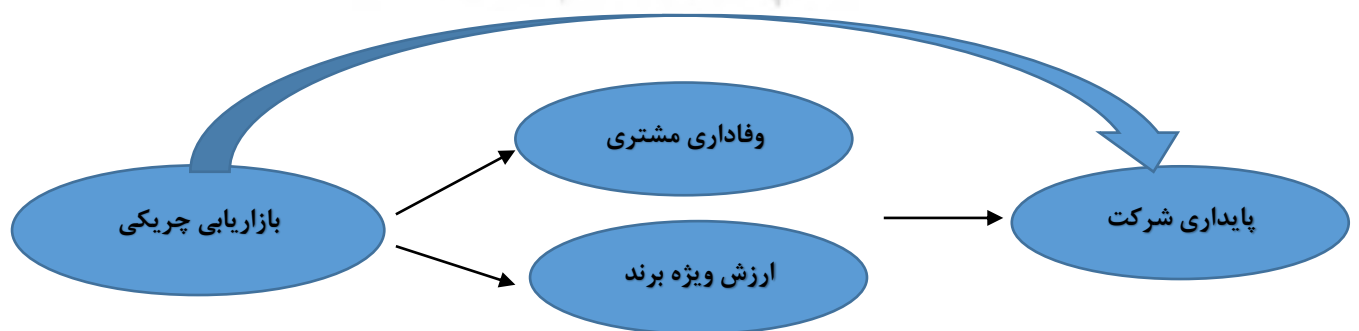 وفاداری مشتری
بازاریابی چریکی
پایداری شرکت
ارزش ویژه برند